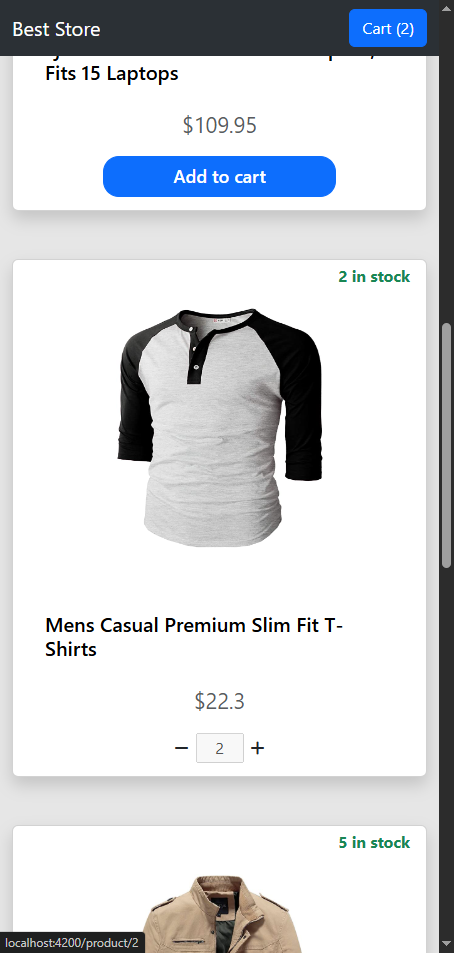 Best Store
Cart (2)
Fits 15 Laptops
$109.95
Add to cart
2 in stock
Mens Casual Premium Slim Fit T-
Shirts
$22.3
− 2 +
5 in stock
localhost:4200/product/2